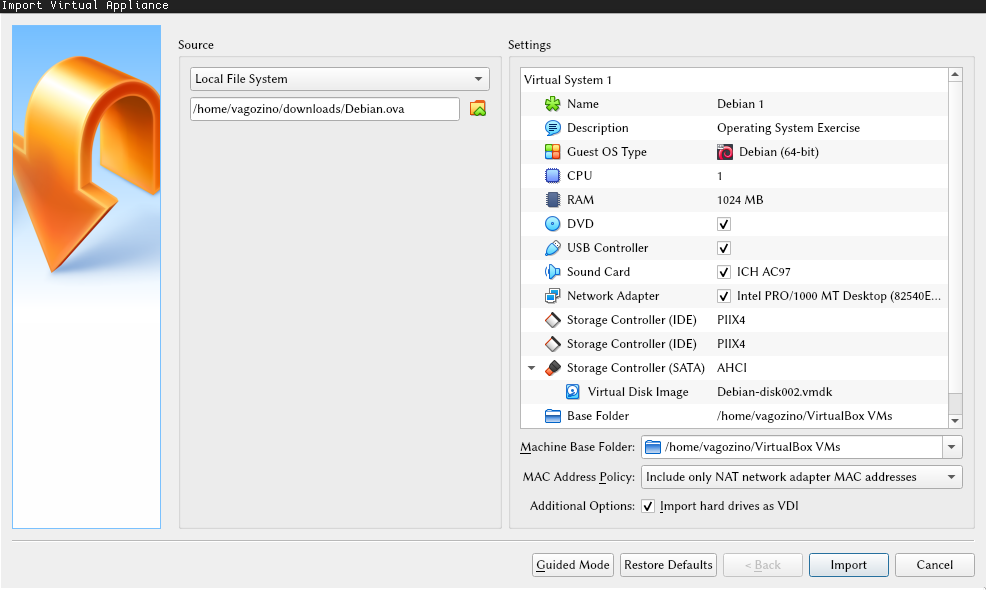 Import Virtual Appliance
Source
Local File System
/home/vagozino/downloads/Debian.ova
Settings
Virtual System 1
Name Debian 1
Description Operating System Exercise
Guest OS Type Debian (64-bit)
CPU 1
RAM 1024 MB
DVD
USB Controller
Sound Card ICH AC97
Network Adapter Intel PRO/1000 MT Desktop (82540E...
Storage Controller (IDE) PIIX4
Storage Controller (IDE) PIIX4
Storage Controller (SATA) AHCI
Virtual Disk Image Debian-disk002.vmdk
Base Folder /home/vagozino/VirtualBox VMs
Machine Base Folder: /home/vagozino/VirtualBox VMs
MAC Address Policy: Include only NAT network adapter MAC addresses
Additional Options: Import hard drives as VDI
Guided Mode Restore Defaults < Back Import Cancel